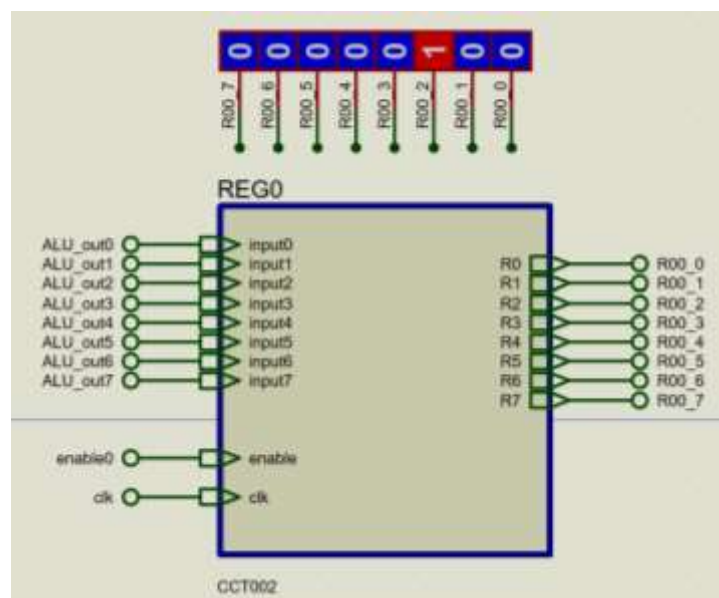 0 0 0 0 0 1 0 0
R00_7 R00_6 R00_5 R00_4 R00_3 R00_2 R00_1 R00_0
REG0
ALU_out0 input0
ALU_out1 input1 R0 R00_0
ALU_out2 input2 R1 R00_1
ALU_out3 input3 R2 R00_2
ALU_out4 input4 R3 R00_3
ALU_out5 input5 R4 R00_4
ALU_out6 input6 R5 R00_5
ALU_out7 input7 R6 R00_6
R7 R00_7
enable0 enable
clk clk
CCT002